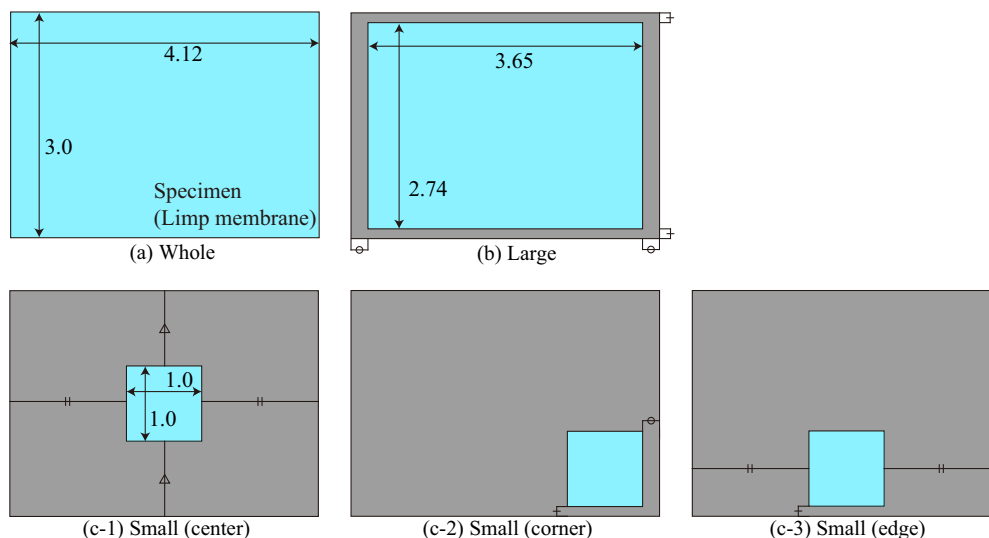 4.12
3.0
Specimen
(Limp membrane)
(a) Whole
3.65
2.74
(b) Large
1.0
1.0
(c-1) Small (center)
(c-2) Small (corner)
(c-3) Small (edge)